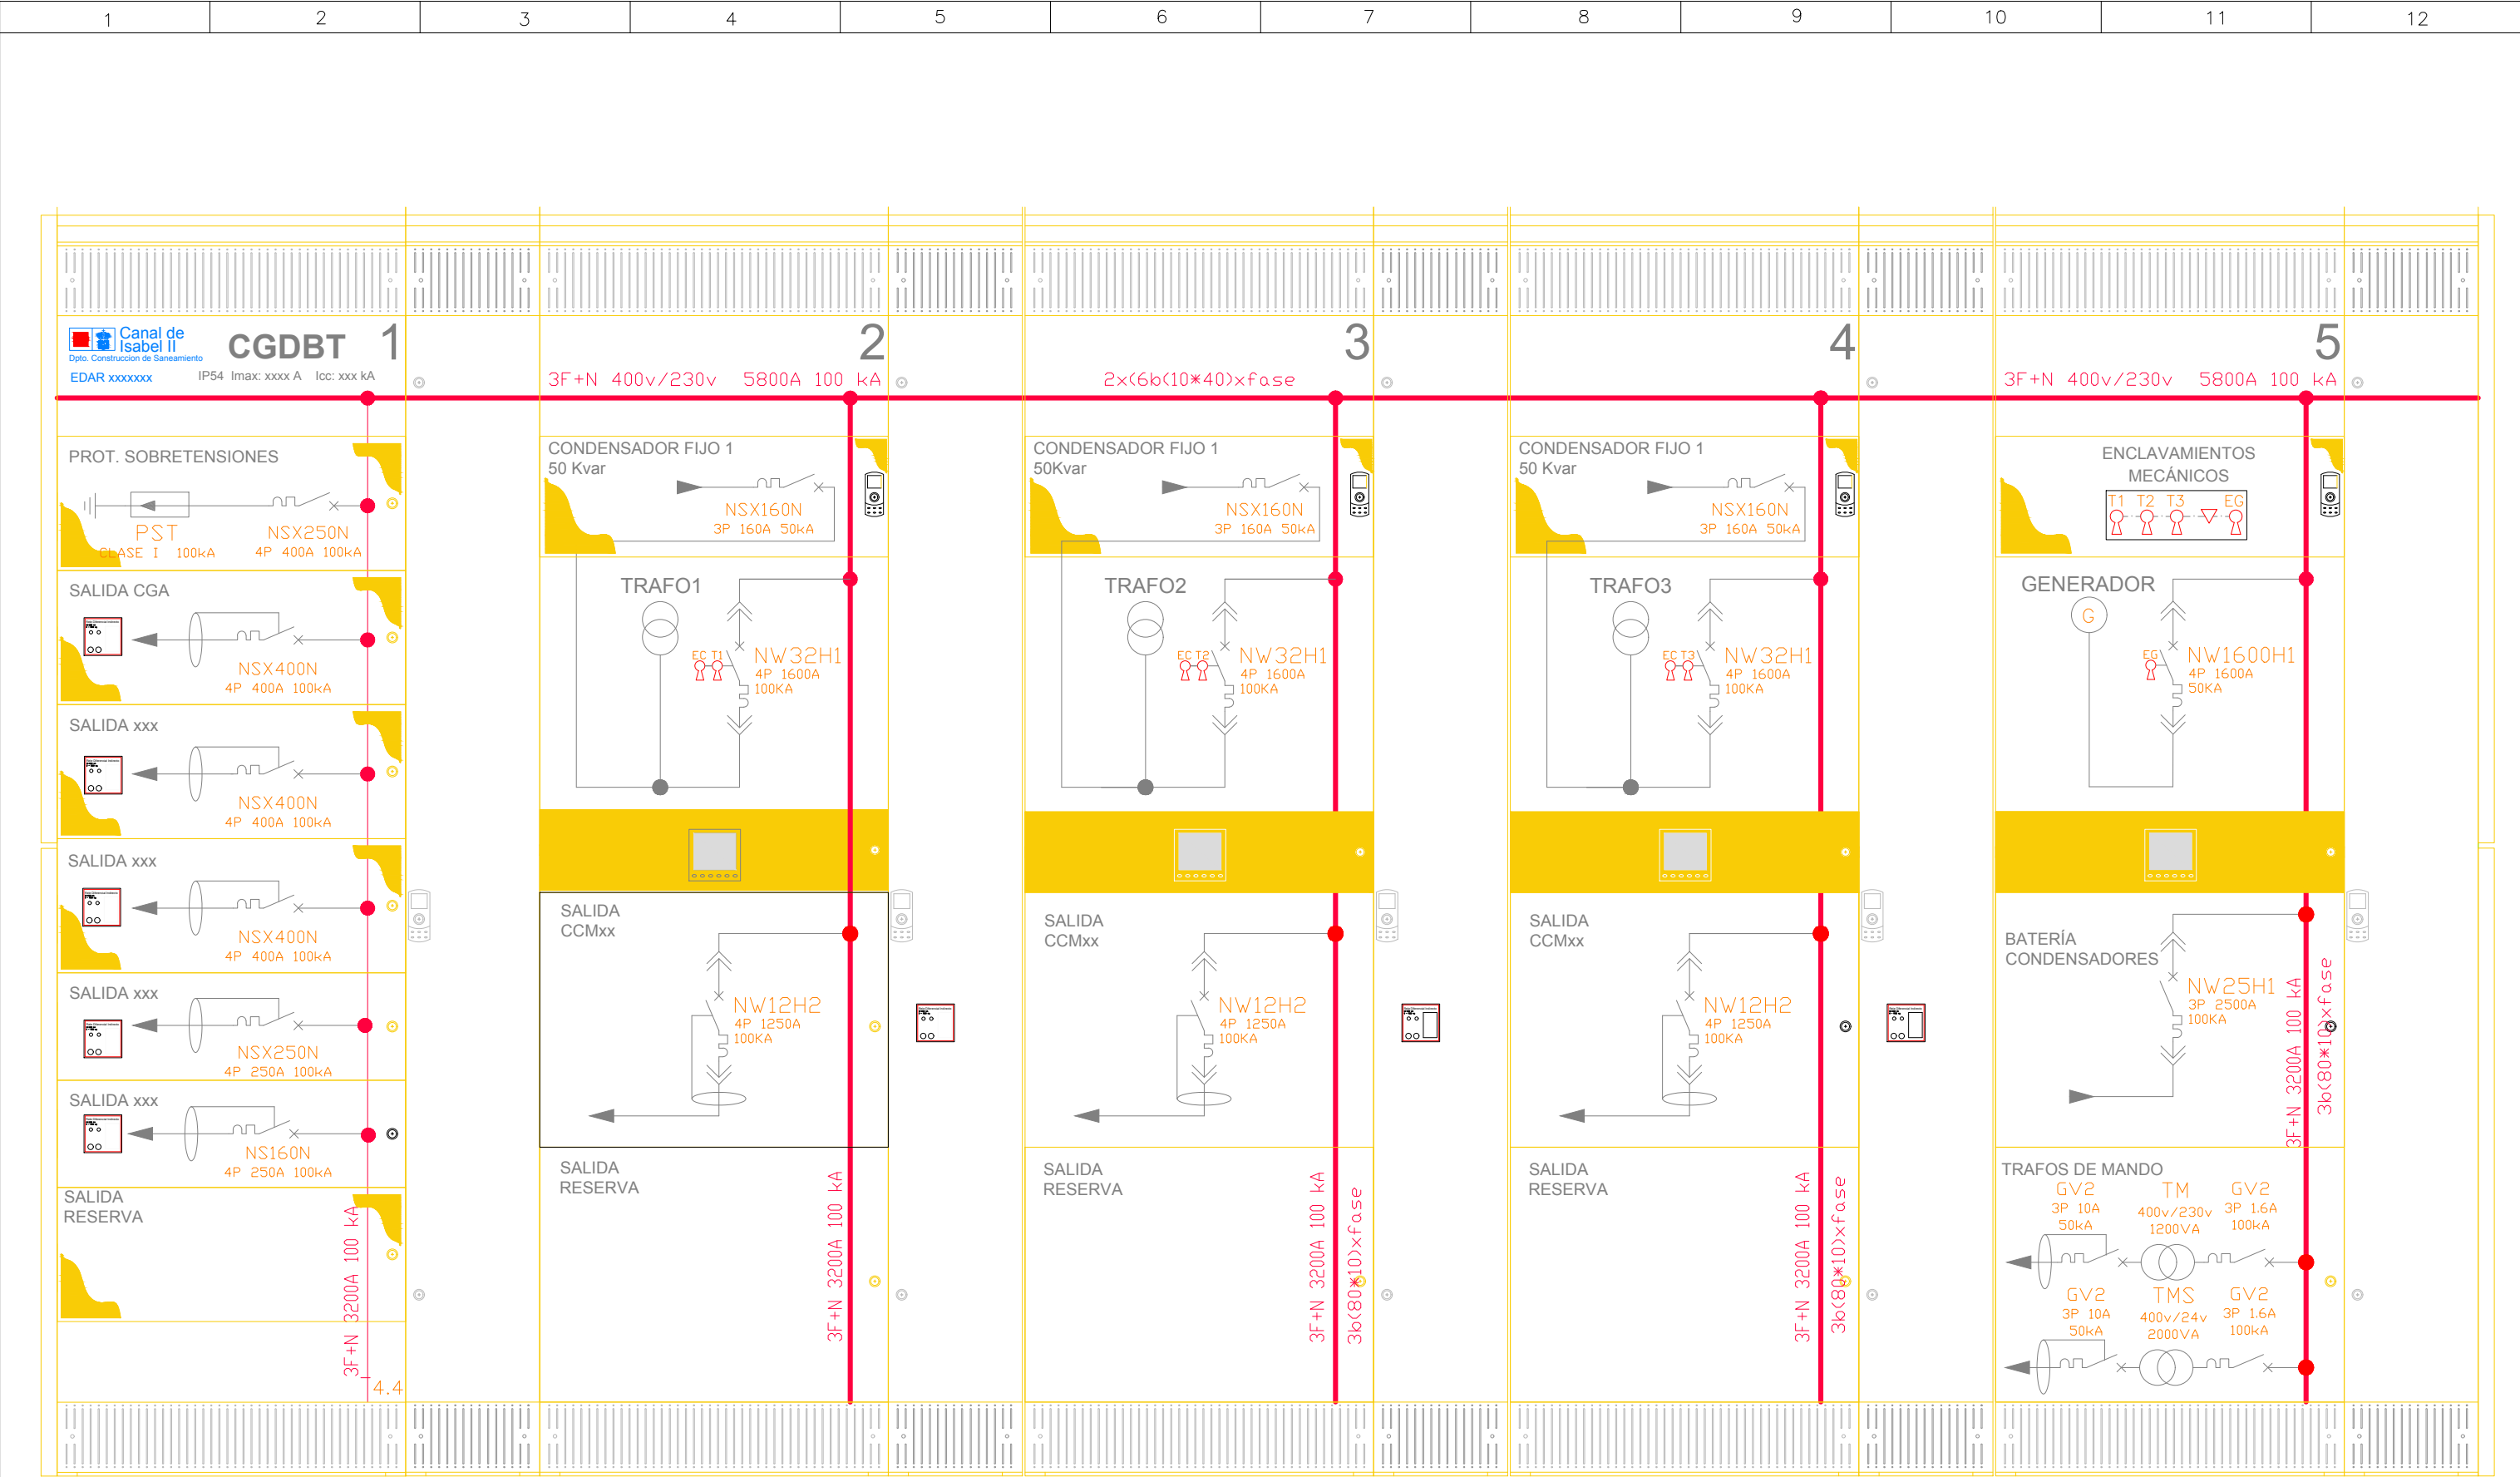 1 2 3 4 5 6 7 8 9 10 11 12
Canal de
Isabel II
Dpto. Construccion de Saneamiento
EDAR xxxxxxx
CGDBT 1
IP54 Imax: xxxx A Icc: xxx kA
PROT. SOBRETENSIONES
PST
CLASE I 100kA
NSX250N
4P 400A 100kA
SALIDA CGA
NSX400N
4P 400A 100kA
SALIDA xxx
NSX400N
4P 400A 100kA
SALIDA xxx
NSX400N
4P 400A 100kA
SALIDA xxx
NSX250N
4P 250A 100kA
SALIDA xxx
NS160N
4P 250A 100kA
SALIDA
RESERVA
3F+N 3200A 100 kA
4.4
2
3F+N 400v/230v 5800A 100 kA
CONDENSADOR FIJO 1
50 Kvar
NSX160N
3P 160A 50kA
TRAFO1
EC T1
NW32H1
4P 1600A
100KA
SALIDA
CCMxx
NW12H2
4P 1250A
100KA
SALIDA
RESERVA
3F+N 3200A 100 kA
3
2x(6b(10*40)xfase
CONDENSADOR FIJO 1
50Kvar
NSX160N
3P 160A 50kA
TRAFO2
EC T2
NW32H1
4P 1600A
100KA
SALIDA
CCMxx
NW12H2
4P 1250A
100KA
SALIDA
RESERVA
3F+N 3200A 100 kA
3b(80*10)xfase
4
CONDENSADOR FIJO 1
50 Kvar
NSX160N
3P 160A 50kA
TRAFO3
EC T3
NW32H1
4P 1600A
100KA
SALIDA
CCMxx
NW12H2
4P 1250A
100KA
SALIDA
RESERVA
3F+N 3200A 100 kA
3b(80*10)xfase
5
3F+N 400v/230v 5800A 100 kA
ENCLAVAMIENTOS
MECÁNICOS
T1 T2 T3 EG
GENERADOR
G
EG
NW1600H1
4P 1600A
50KA
BATERÍA
CONDENSADORES
NW25H1
3P 2500A
100KA
3F+N 3200A 100 kA
3b(80*10)xfase
TRAFOS DE MANDO
GV2
3P 10A
50kA
TM
400v/230v
1200VA
GV2
3P 1.6A
100kA
GV2
3P 10A
50kA
TMS
400v/24v
2000VA
GV2
3P 1.6A
100kA